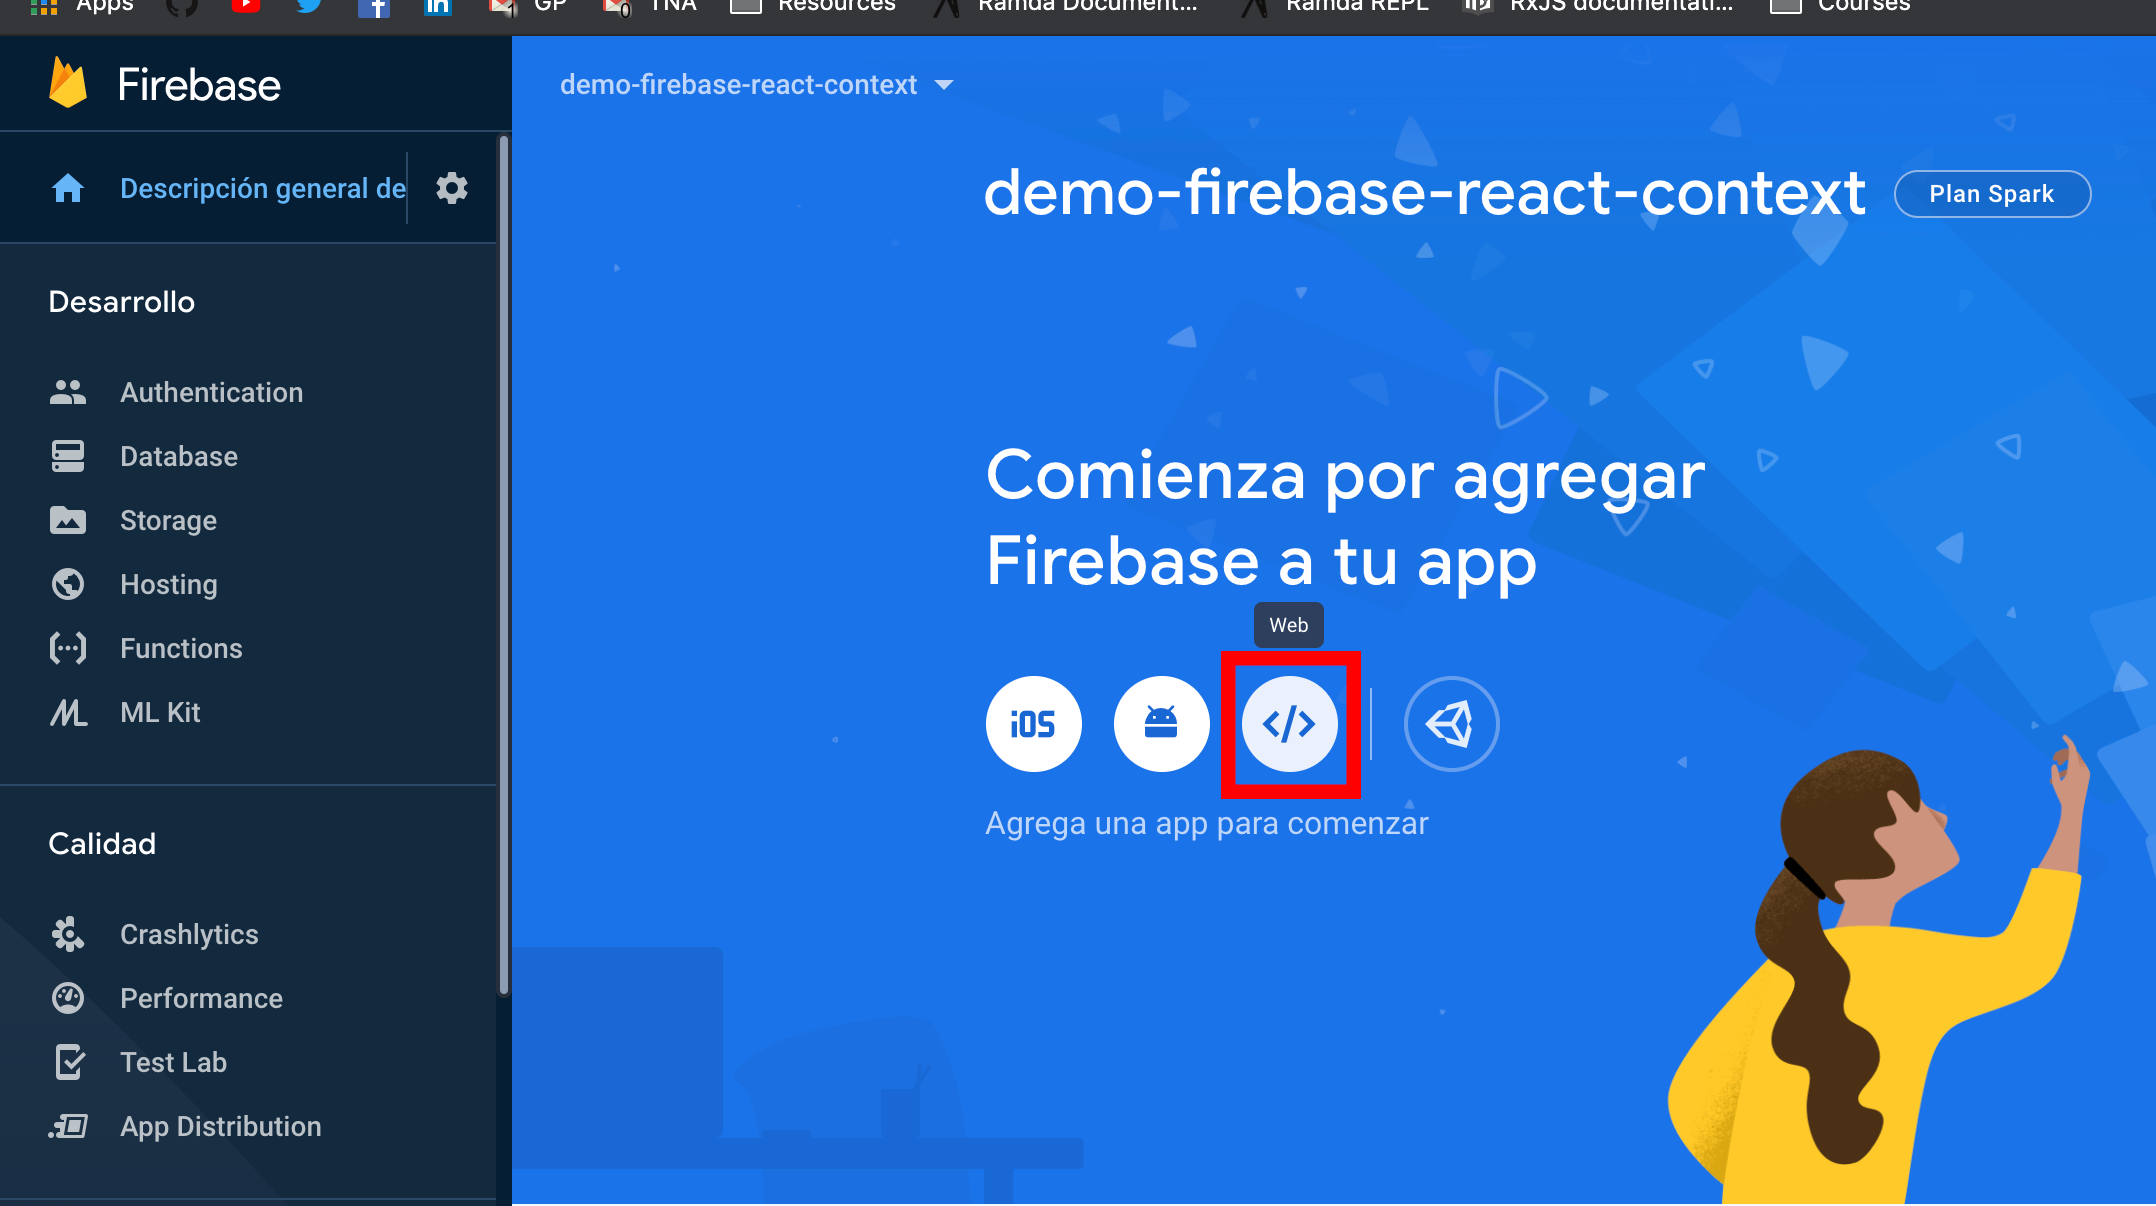 Apps GP TNA Resources Ramda Document... Ramda REPL RxJS documentati... Courses
Firebase
demo-firebase-react-context
Descripción general de
demo-firebase-react-context
Plan Spark
Desarrollo
Authentication
Database
Storage
Hosting
Functions
ML Kit
Calidad
Crashlytics
Performance
Test Lab
App Distribution
Comienza por agregar
Firebase a tu app
Web
iOS
</>
Agrega una app para comenzar